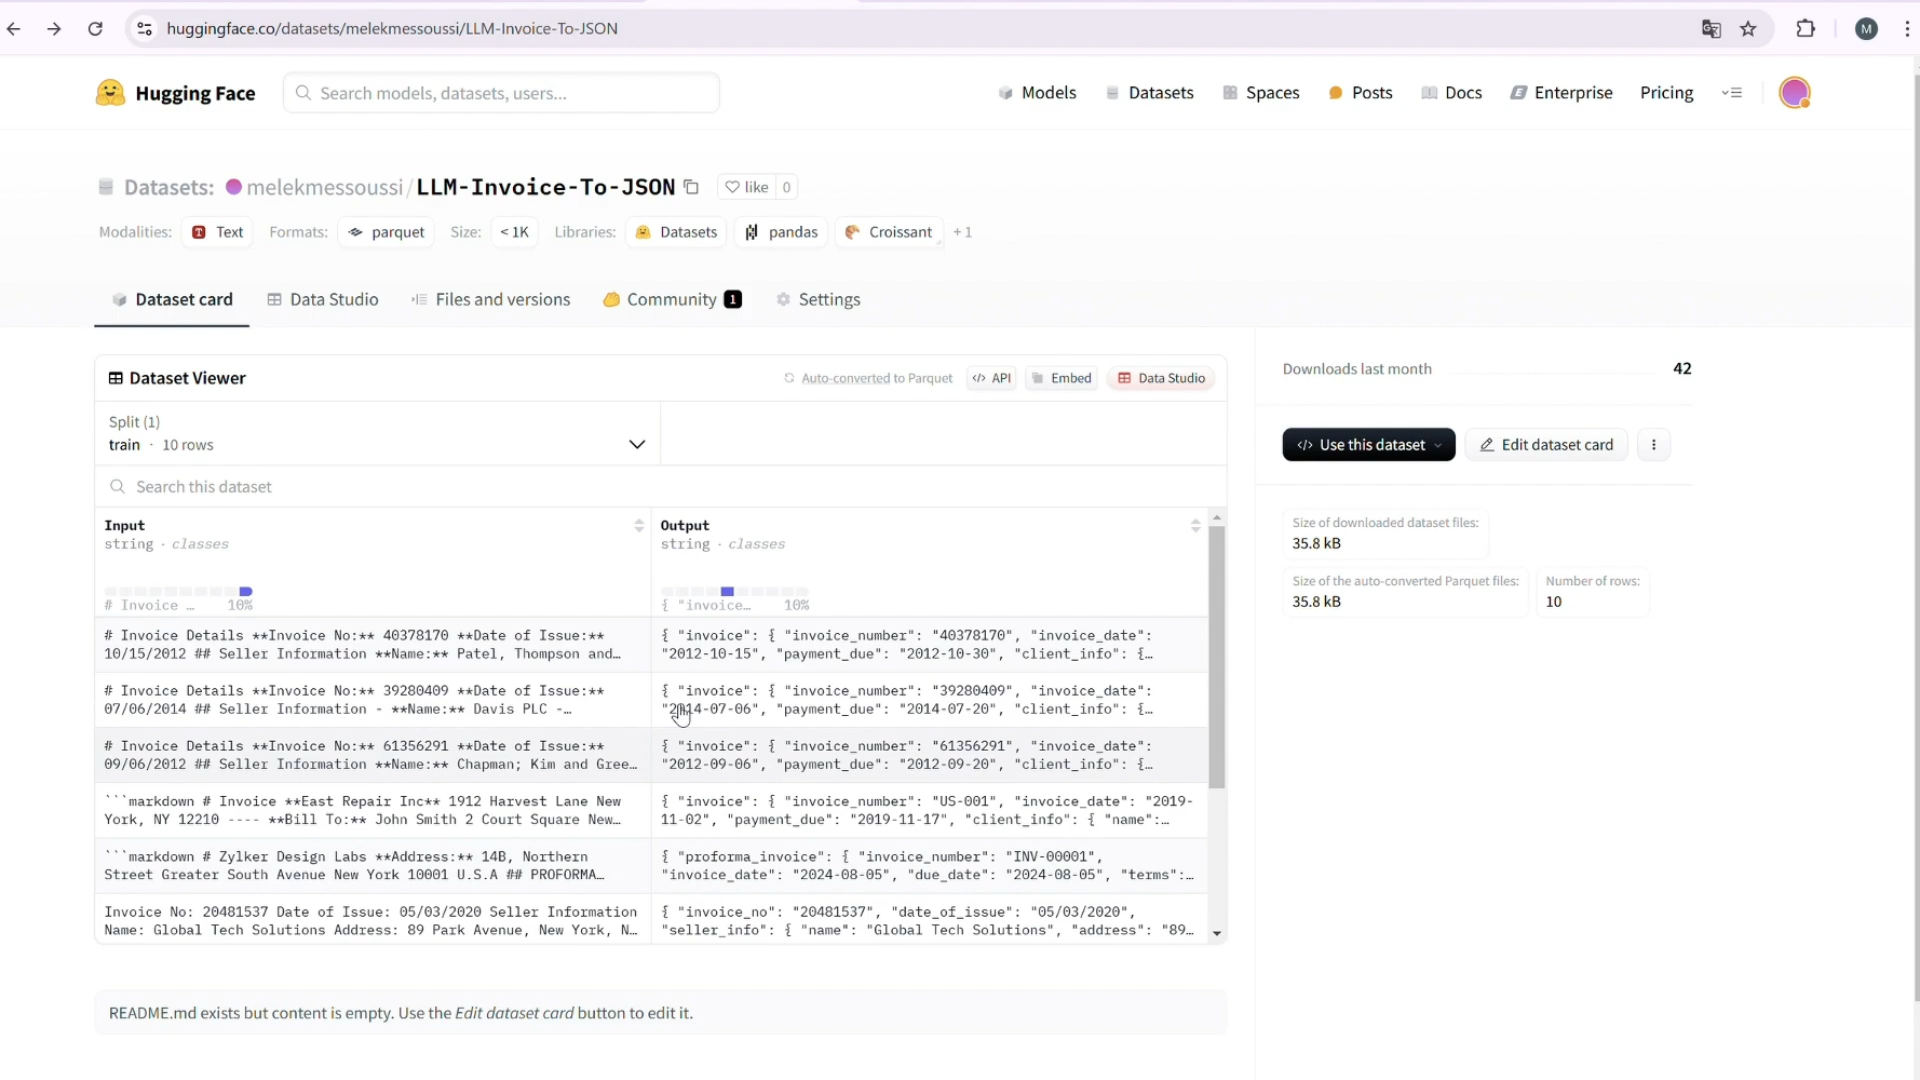 huggingface.co/datasets/melekmessoussi/LLM-Invoice-To-JSON
M
Hugging Face
Search models, datasets, users...
Models
Datasets
Spaces
Posts
Docs
Enterprise
Pricing
Datasets: melekmessoussi/LLM-Invoice-To-JSON
like 0
Modalities: Text Formats: parquet Size: <1K Libraries: Datasets pandas Croissant +1
Dataset card
Data Studio
Files and versions
Community 1
Settings
Dataset Viewer
Auto-converted to Parquet
API
Embed
Data Studio
Split (1)
train · 10 rows
Search this dataset
Input
string · classes
# Invoice … 10%
Output
string · classes
{ "invoice… 10%
# Invoice Details **Invoice No:** 40378170 **Date of Issue:**
10/15/2012 ## Seller Information **Name:** Patel, Thompson and…
{ "invoice": { "invoice_number": "40378170", "invoice_date":
"2012-10-15", "payment_due": "2012-10-30", "client_info": {…
# Invoice Details **Invoice No:** 39280409 **Date of Issue:**
07/06/2014 ## Seller Information - **Name:** Davis PLC -…
{ "invoice": { "invoice_number": "39280409", "invoice_date":
"2014-07-06", "payment_due": "2014-07-20", "client_info": {…
# Invoice Details **Invoice No:** 61356291 **Date of Issue:**
09/06/2012 ## Seller Information **Name:** Chapman; Kim and Gree…
{ "invoice": { "invoice_number": "61356291", "invoice_date":
"2012-09-06", "payment_due": "2012-09-20", "client_info": {…
```markdown # Invoice **East Repair Inc** 1912 Harvest Lane New
York, NY 12210 ---- **Bill To:** John Smith 2 Court Square New…
{ "invoice": { "invoice_number": "US-001", "invoice_date": "2019-
11-02", "payment_due": "2019-11-17", "client_info": { "name":…
```markdown # Zylker Design Labs **Address:** 14B, Northern
Street Greater South Avenue New York 10001 U.S.A ## PROFORMA…
{ "proforma_invoice": { "invoice_number": "INV-00001",
"invoice_date": "2024-08-05", "due_date": "2024-08-05", "terms":…
Invoice No: 20481537 Date of Issue: 05/03/2020 Seller Information
Name: Global Tech Solutions Address: 89 Park Avenue, New York, N…
{ "invoice_no": "20481537", "date_of_issue": "05/03/2020",
"seller_info": { "name": "Global Tech Solutions", "address": "89…
README.md exists but content is empty. Use the Edit dataset card button to edit it.
Downloads last month 42
Use this dataset
Edit dataset card
Size of downloaded dataset files:
35.8 kB
Size of the auto-converted Parquet files:
35.8 kB
Number of rows:
10